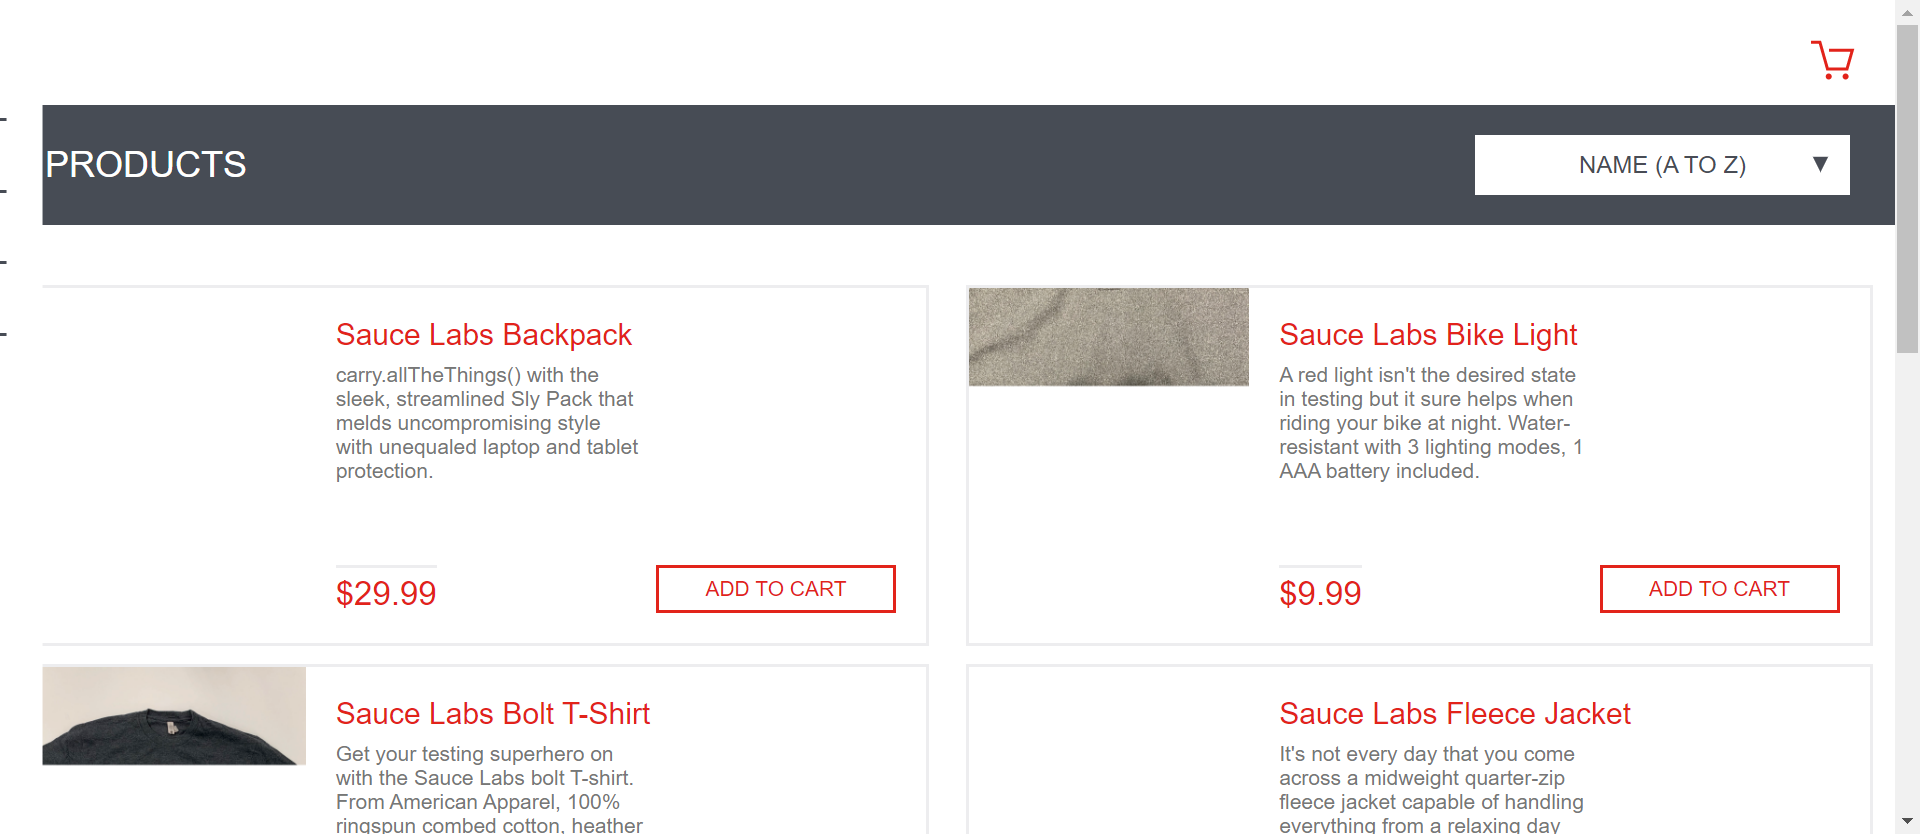 PRODUCTS
NAME (A TO Z)
Sauce Labs Backpack
carry.allTheThings() with the
sleek, streamlined Sly Pack that
melds uncompromising style
with unequaled laptop and tablet
protection.
$29.99
ADD TO CART
Sauce Labs Bike Light
A red light isn't the desired state
in testing but it sure helps when
riding your bike at night. Water-
resistant with 3 lighting modes, 1
AAA battery included.
$9.99
ADD TO CART
Sauce Labs Bolt T-Shirt
Get your testing superhero on
with the Sauce Labs bolt T-shirt.
From American Apparel, 100%
ringspun combed cotton, heather
Sauce Labs Fleece Jacket
It's not every day that you come
across a midweight quarter-zip
fleece jacket capable of handling
everything from a relaxing day